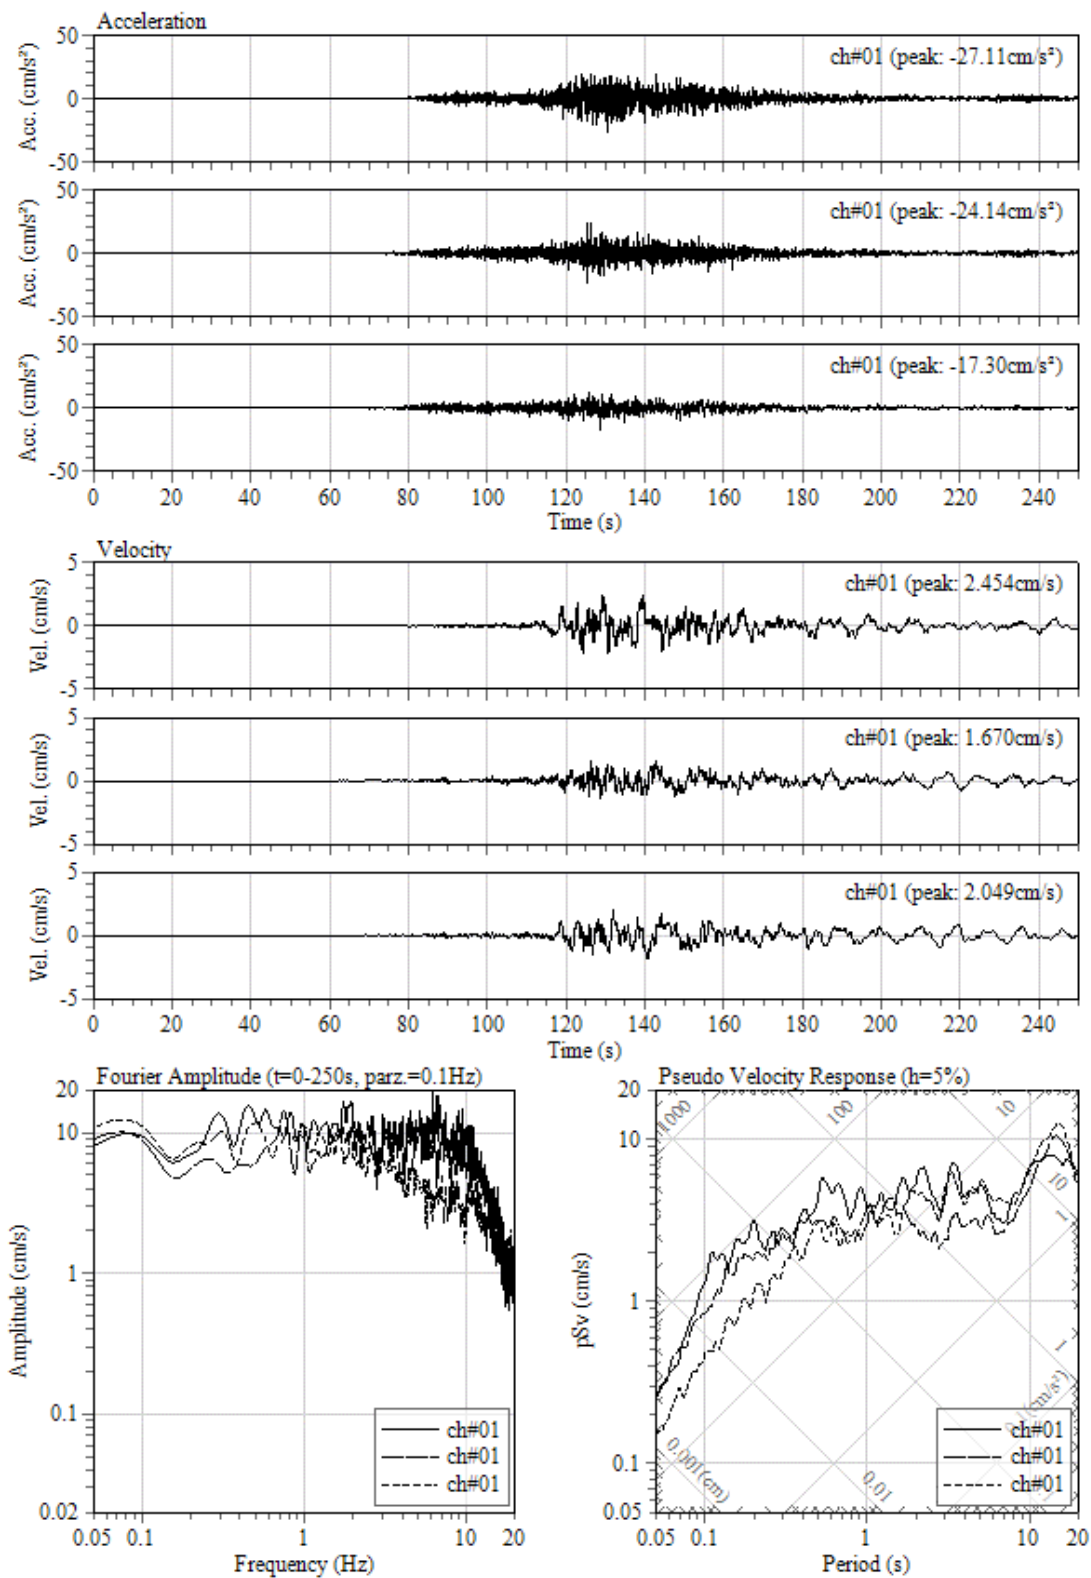 Acceleration
50
0
-50
Acc. (cm/s²)
ch#01 (peak: -27.11cm/s²)
50
0
-50
Acc. (cm/s²)
ch#01 (peak: -24.14cm/s²)
50
0
-50
Acc. (cm/s²)
ch#01 (peak: -17.30cm/s²)
0 20 40 60 80 100 120 140 160 180 200 220 240
Time (s)
Velocity
5
0
-5
Vel. (cm/s)
ch#01 (peak: 2.454cm/s)
5
0
-5
Vel. (cm/s)
ch#01 (peak: 1.670cm/s)
5
0
-5
Vel. (cm/s)
ch#01 (peak: 2.049cm/s)
0 20 40 60 80 100 120 140 160 180 200 220 240
Time (s)
Fourier Amplitude (t=0-250s, parz.=0.1Hz)
20
10
1
0.1
0.02
Amplitude (cm/s)
ch#01
ch#01
ch#01
0.05 0.1 1 10 20
Frequency (Hz)
Pseudo Velocity Response (h=5%)
20
10
1
0.1
0.05
pSv (cm/s)
1000
100
10
10
1
1
0.1(cm/s²)
0.001(cm)
0.01
ch#01
ch#01
ch#01
0.05 0.1 1 10 20
Period (s)